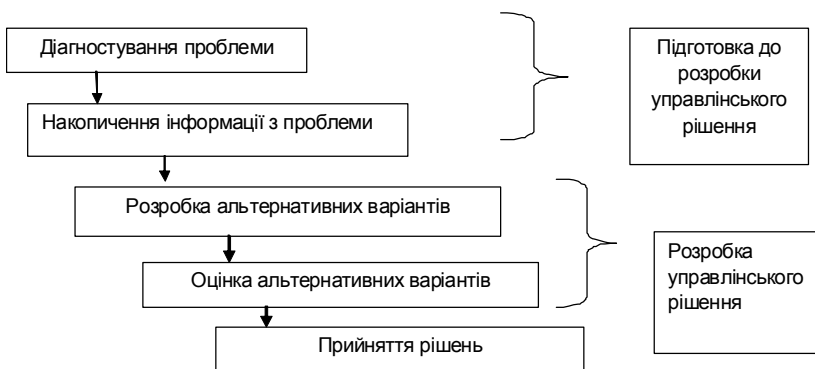 Діагностування проблеми
Накопичення інформації з проблеми
Розробка альтернативних варіантів
Оцінка альтернативних варіантів
Прийняття рішень
Підготовка до
розробки
управлінського
рішення
Розробка
управлінського
рішення